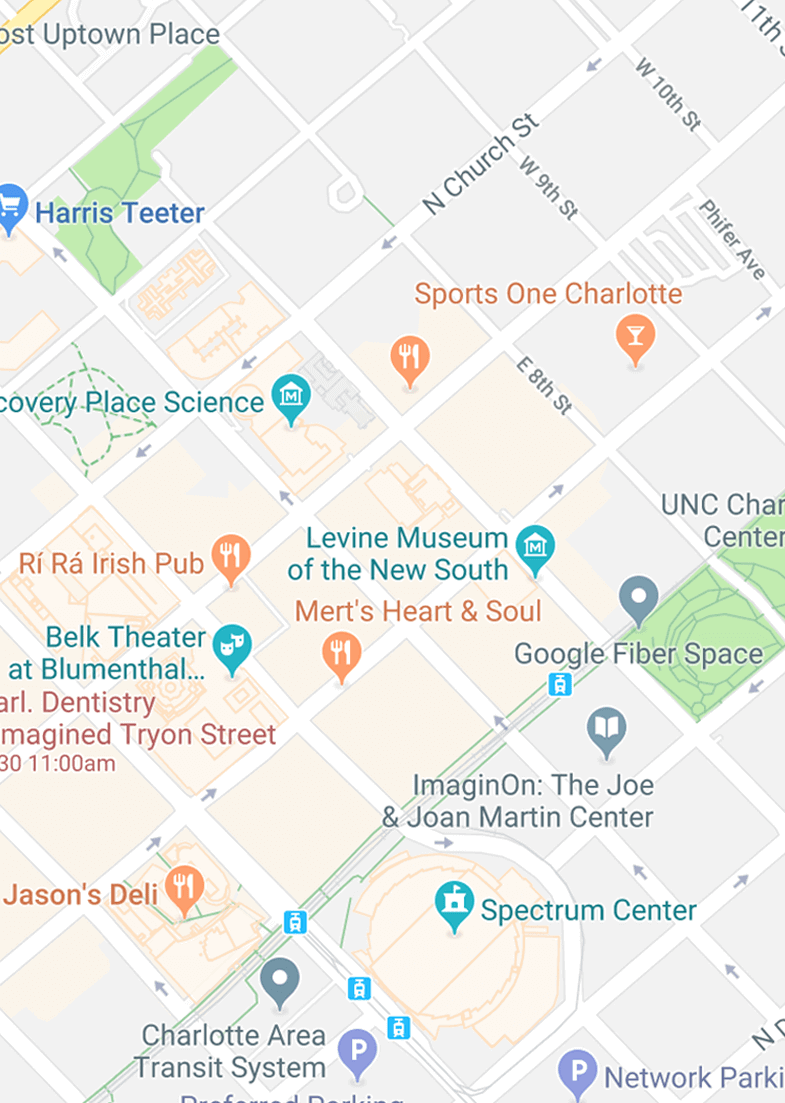 ost Uptown Place
11th S
W 10th St
N Church St
W 9th St
Harris Teeter
Phifer Ave
Sports One Charlotte
E 8th St
covery Place Science
M
UNC Char
Center
Levine Museum
of the New South
M
Rí Rá Irish Pub
Mert's Heart & Soul
Belk Theater
at Blumenthal...
Google Fiber Space
arl. Dentistry
magined Tryon Street
30 11:00am
ImaginOn: The Joe
& Joan Martin Center
Jason's Deli
Spectrum Center
Charlotte Area
Transit System
P
N D
P
Network Parki
Preferred Parking